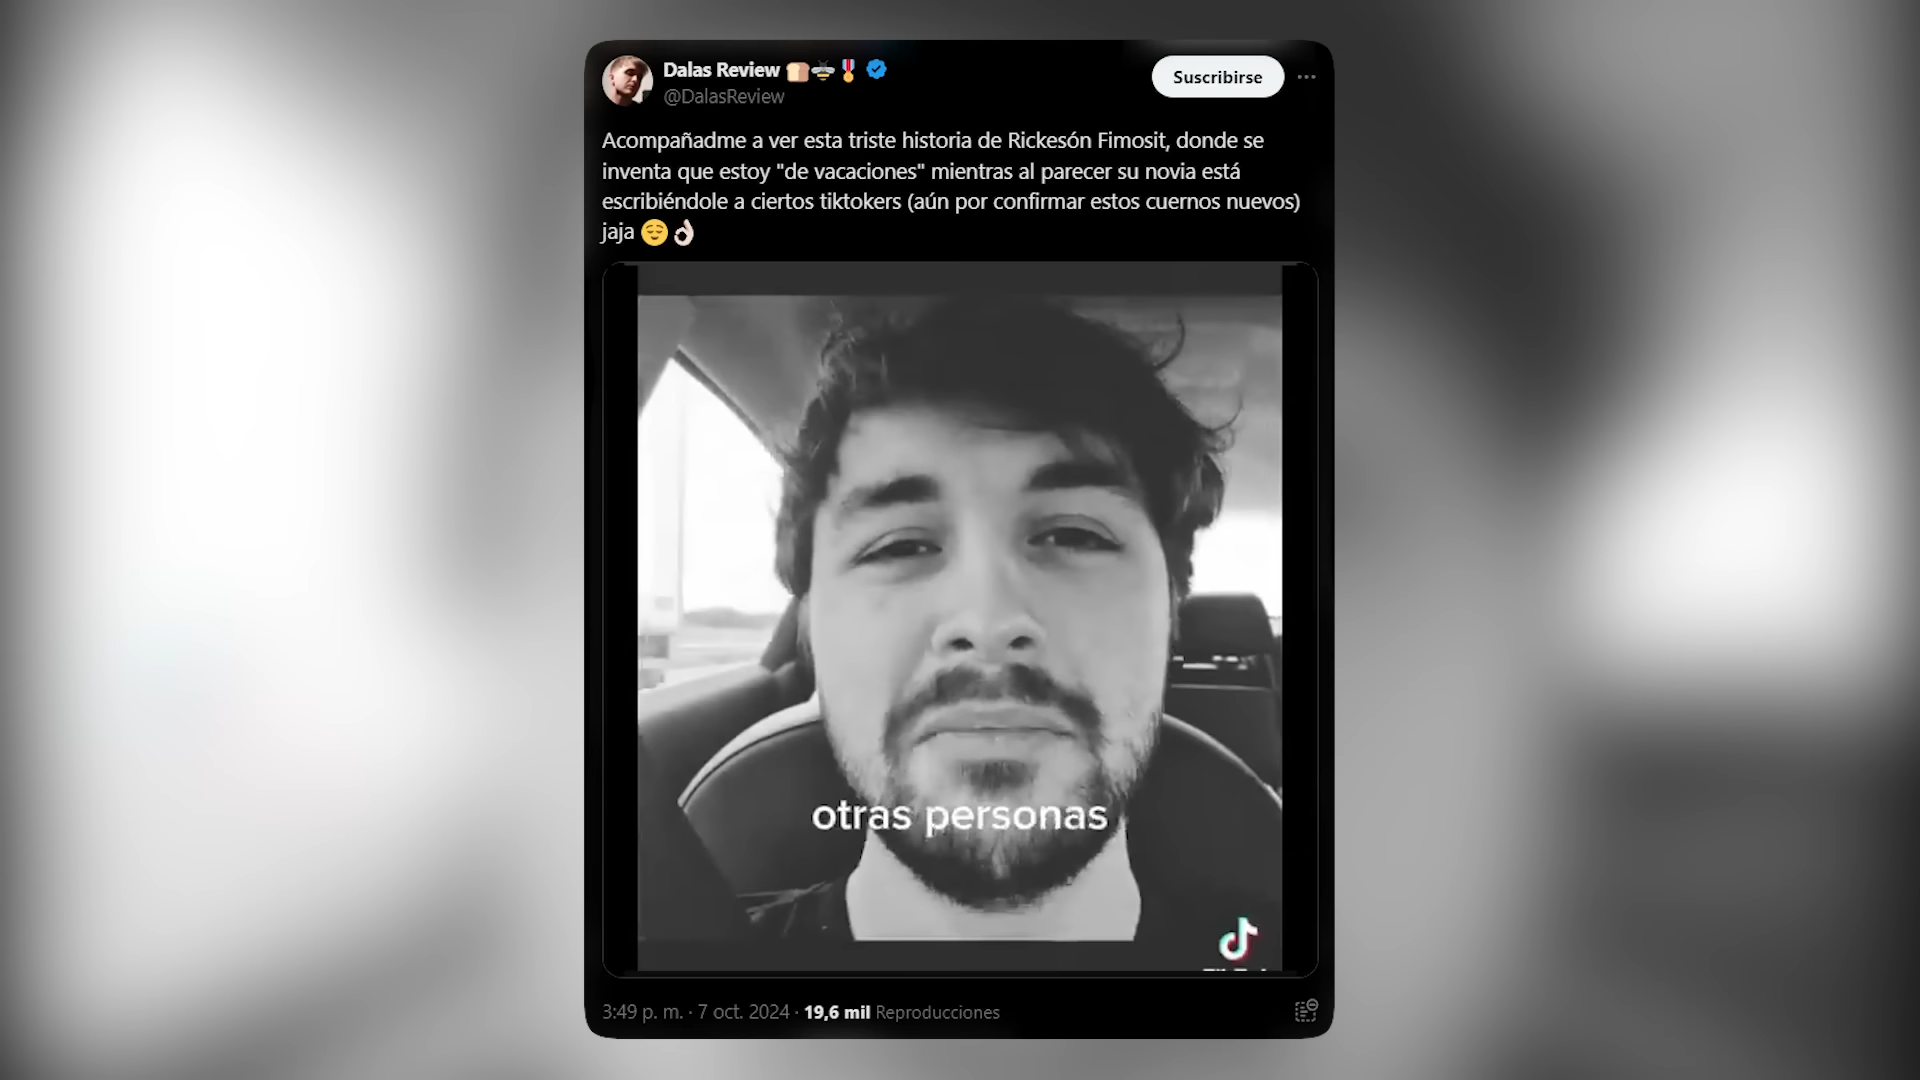 Dalas Review 🍞🐝🎖️
@DalasReview
Suscribirse
Acompañadme a ver esta triste historia de Rickesón Fimosit, donde se
inventa que estoy "de vacaciones" mientras al parecer su novia está
escribiéndole a ciertos tiktokers (aún por confirmar estos cuernos nuevos)
jaja 😌👌🏻
otras personas
3:49 p. m. · 7 oct. 2024 · 19,6 mil Reproducciones